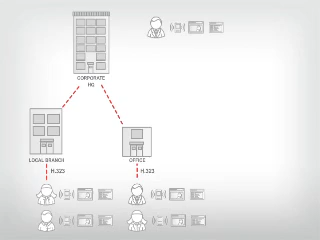 CORPORATE
HQ
LOCAL BRANCH
OFFICE
H.323
H.323